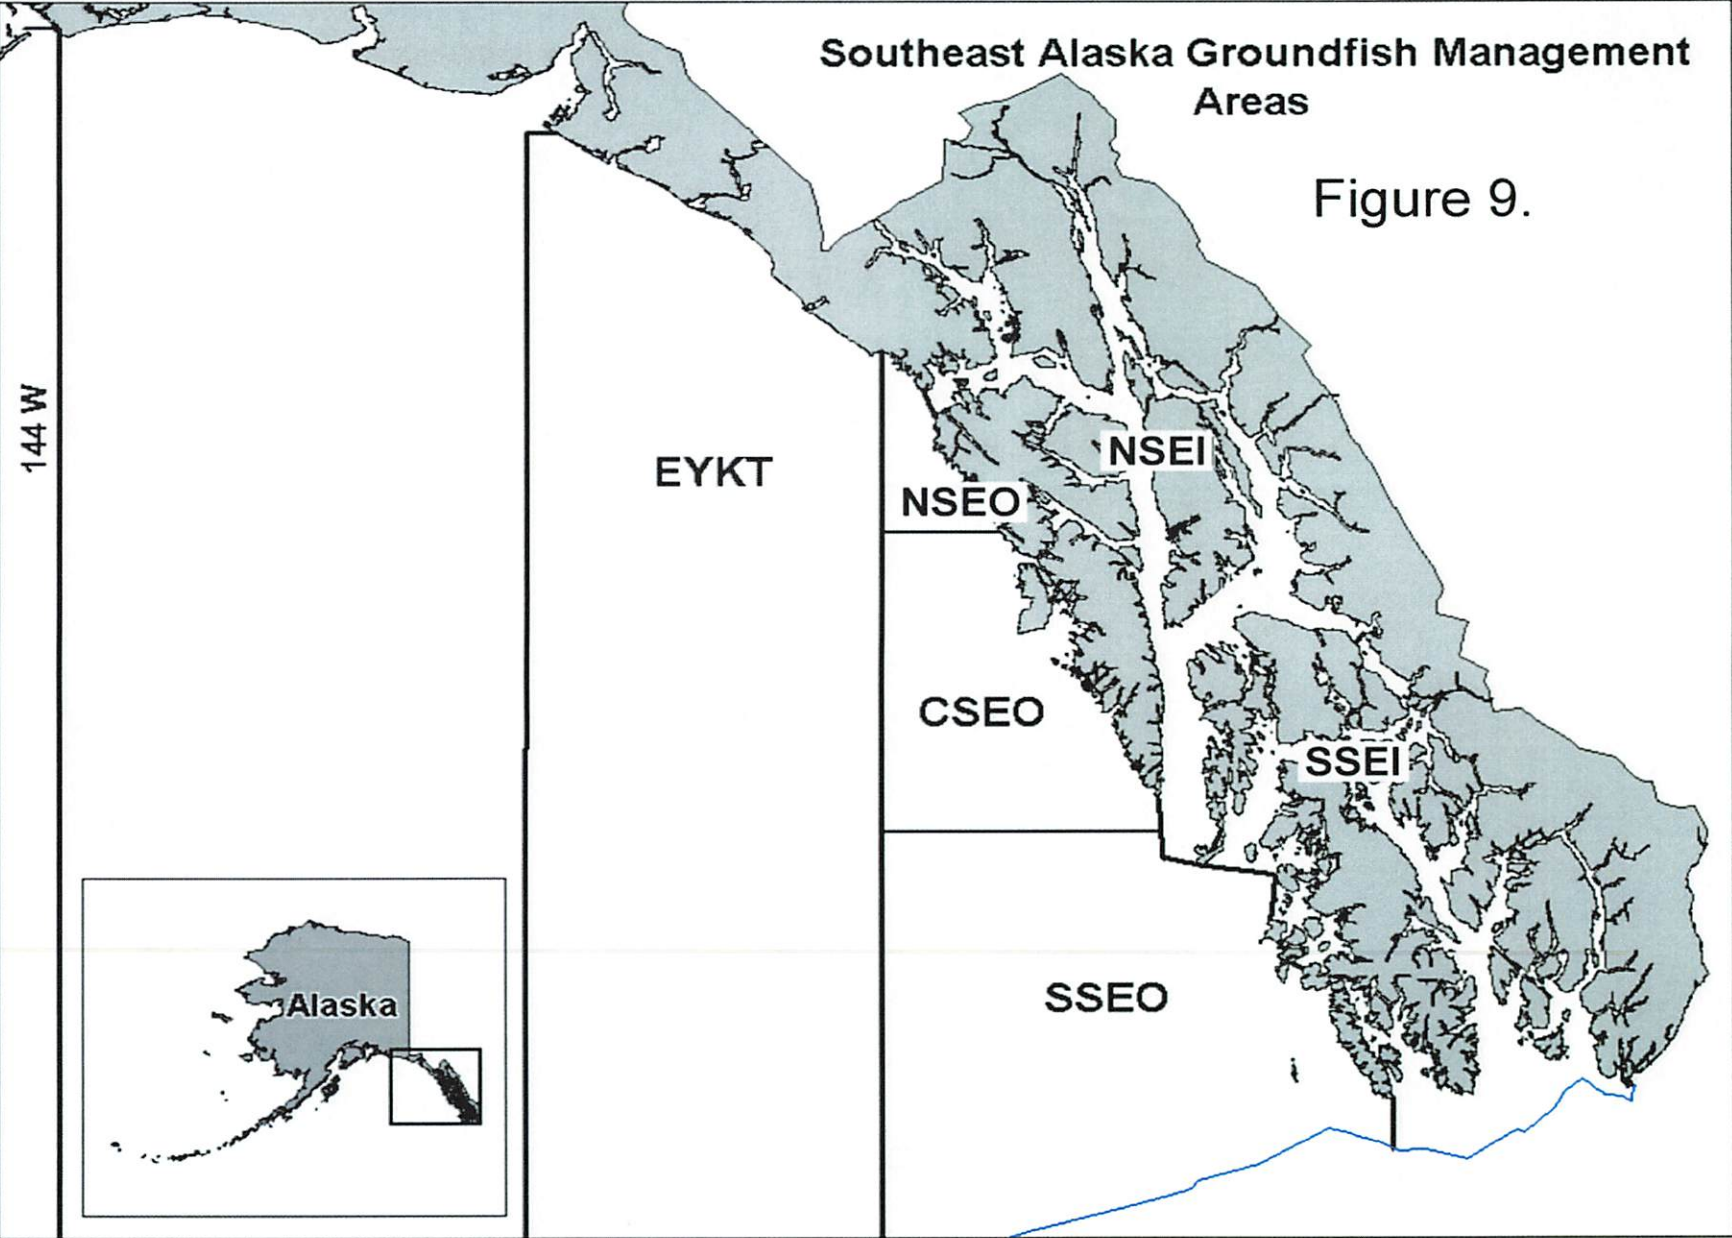 Southeast Alaska Groundfish Management
Areas
Figure 9.
144 W
EYKT
NSEI
NSEO
CSEO
SSEI
SSEO
Alaska